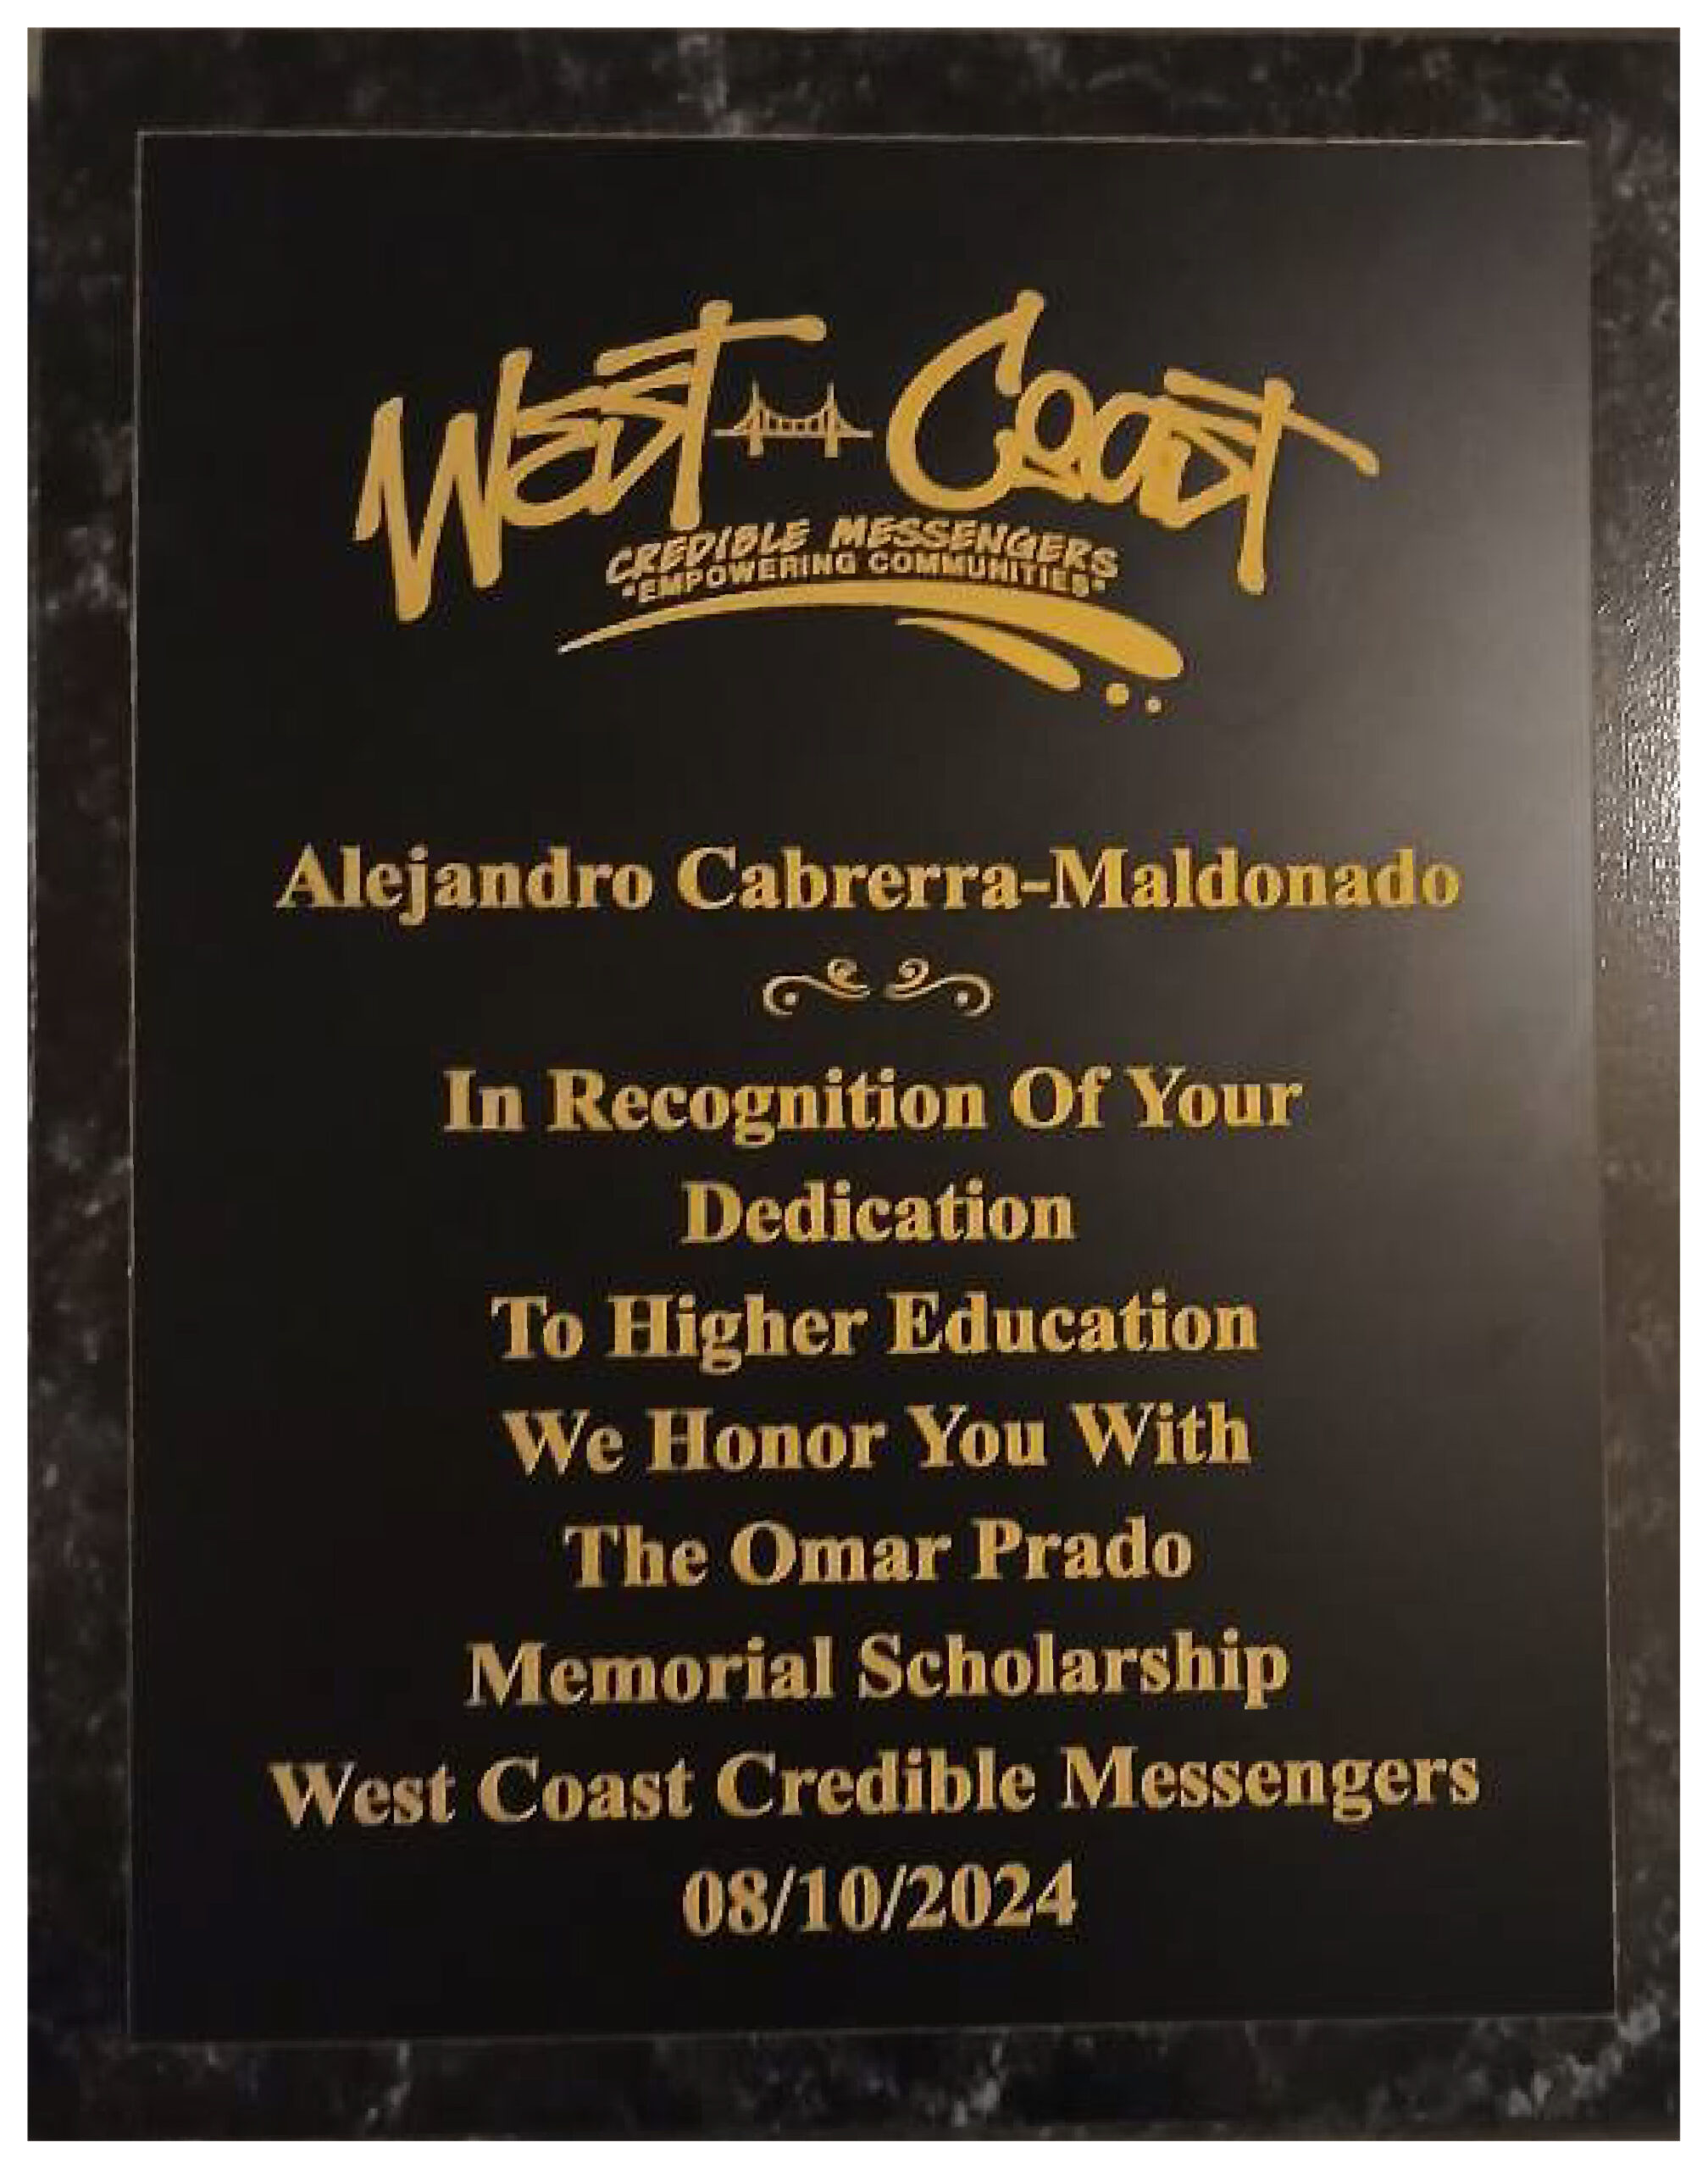 West Coast
CREDIBLE MESSENGERS
"EMPOWERING COMMUNITIES"
Alejandro Cabrerra-Maldonado
In Recognition Of Your
Dedication
To Higher Education
We Honor You With
The Omar Prado
Memorial Scholarship
West Coast Credible Messengers
08/10/2024